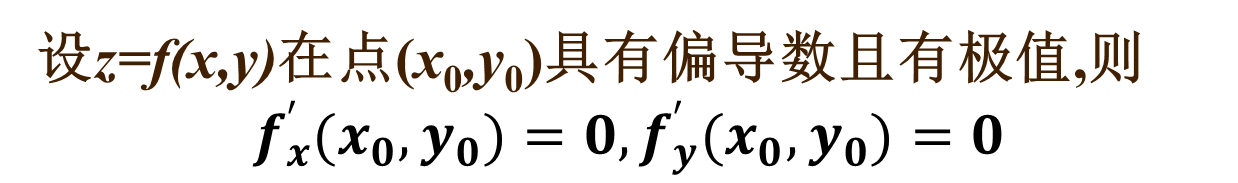 设z=f(x,y)在点(x₀,y₀)具有偏导数且有极值,则
f′ₓ(x₀, y₀) = 0, f′ᵧ(x₀, y₀) = 0